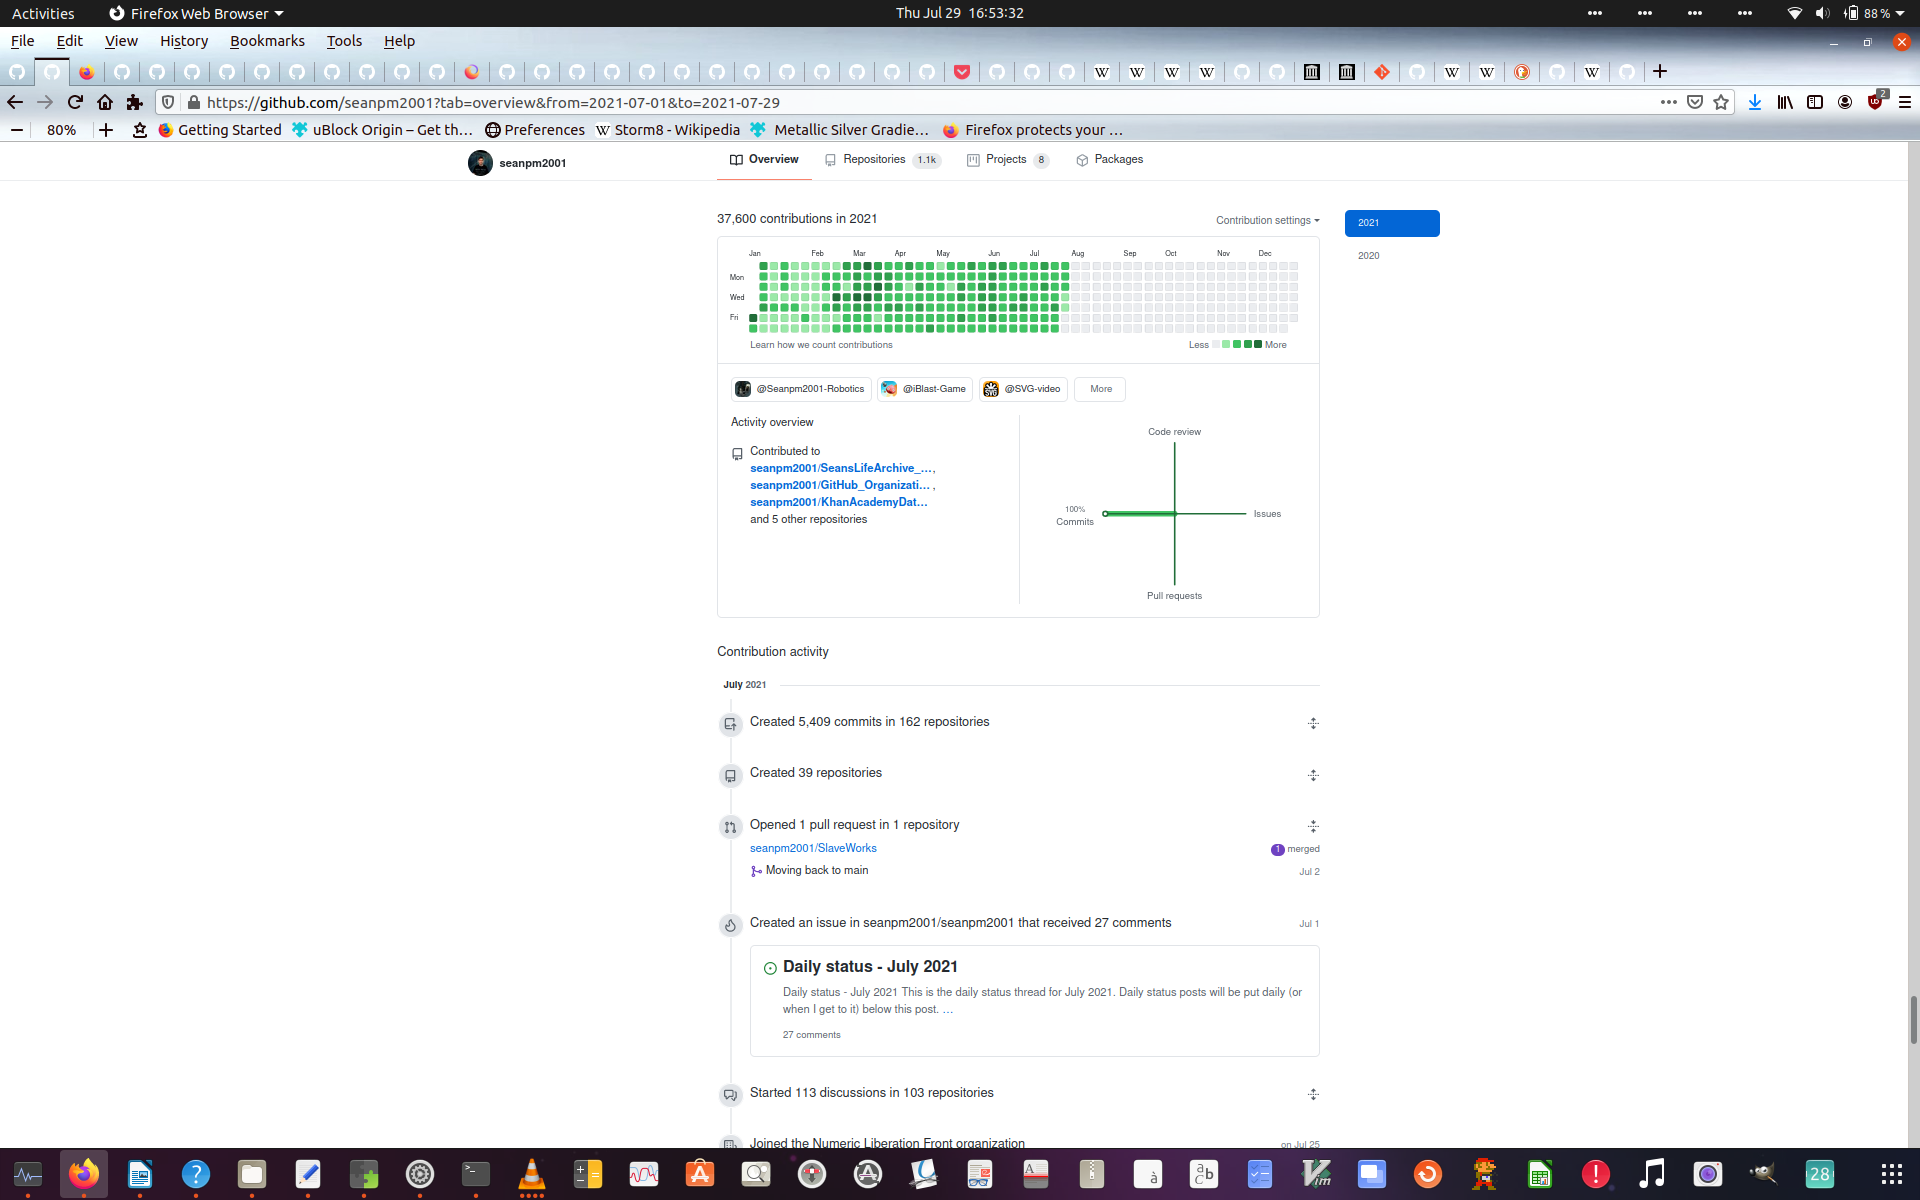 Activities
Firefox Web Browser
Thu Jul 29 16:53:32
88 %
File Edit View History Bookmarks Tools Help
https://github.com/seanpm2001?tab=overview&from=2021-07-01&to=2021-07-29
2
80%
Getting Started
uBlock Origin – Get th…
Preferences
Storm8 - Wikipedia
Metallic Silver Gradie…
Firefox protects your …
seanpm2001
Overview
Repositories 1.1k
Projects 8
Packages
37,600 contributions in 2021
Contribution settings
2021
2020
Jan Feb Mar Apr May Jun Jul Aug Sep Oct Nov Dec
Mon
Wed
Fri
Learn how we count contributions
Less More
@Seanpm2001-Robotics
@iBlast-Game
@SVG-video
More
Activity overview
Contributed to
seanpm2001/SeansLifeArchive_…,
seanpm2001/GitHub_Organizati… ,
seanpm2001/KhanAcademyDat…
and 5 other repositories
Code review
100%
Commits
Issues
Pull requests
Contribution activity
July 2021
Created 5,409 commits in 162 repositories
Created 39 repositories
Opened 1 pull request in 1 repository
seanpm2001/SlaveWorks
1 merged
Moving back to main
Jul 2
Created an issue in seanpm2001/seanpm2001 that received 27 comments
Jul 1
Daily status - July 2021
Daily status - July 2021 This is the daily status thread for July 2021. Daily status posts will be put daily (or
when I get to it) below this post. …
27 comments
Started 113 discussions in 103 repositories
Joined the Numeric Liberation Front organization
on Jul 25
28